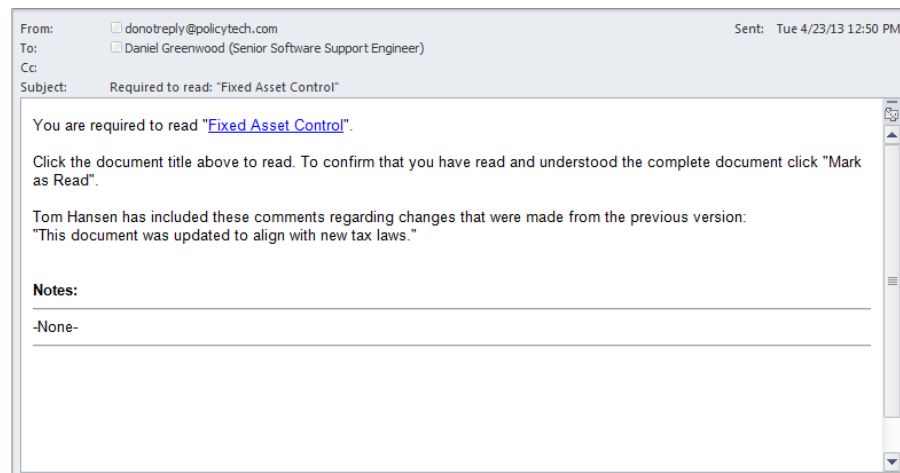 From: donotreply@policytech.com Sent: Tue 4/23/13 12:50 PM
To: Daniel Greenwood (Senior Software Support Engineer)
Cc:
Subject: Required to read: "Fixed Asset Control"
You are required to read "Fixed Asset Control".
Click the document title above to read. To confirm that you have read and understood the complete document click "Mark
as Read".
Tom Hansen has included these comments regarding changes that were made from the previous version:
"This document was updated to align with new tax laws."
Notes:
-None-